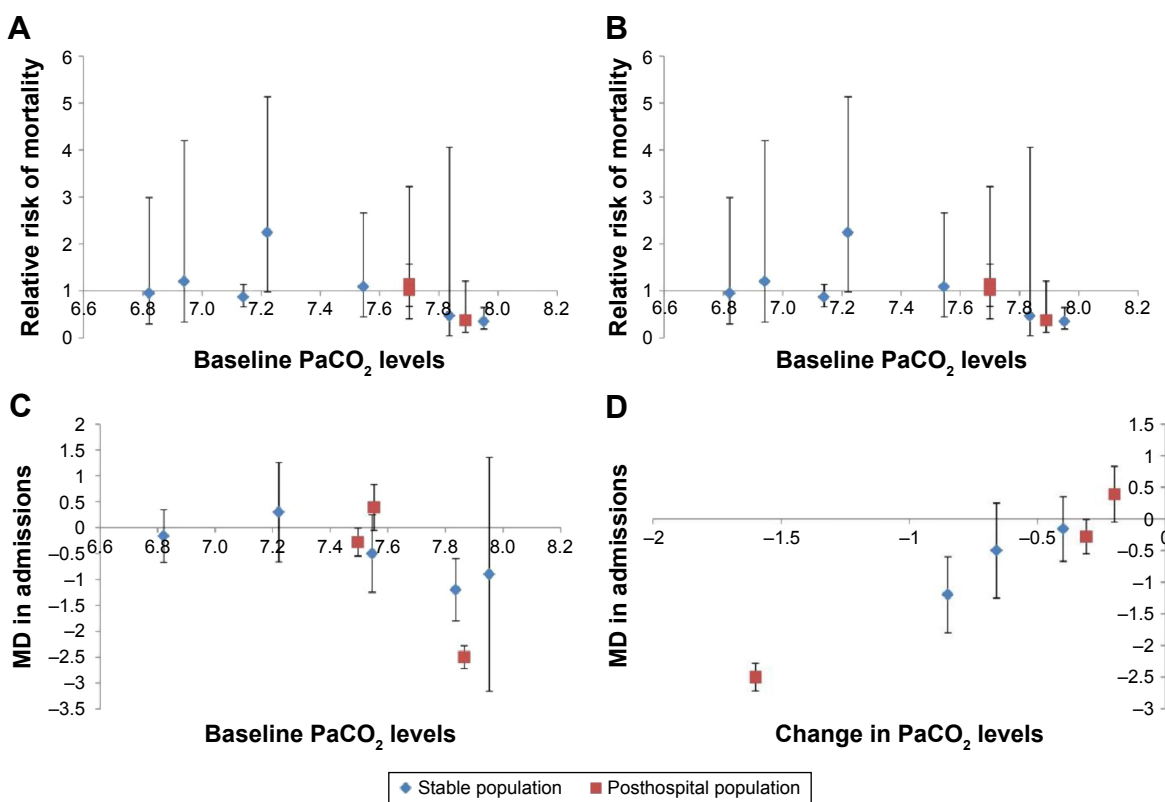 A
Relative risk of mortality
6
5
4
3
2
1
0
6.6 6.8 7.0 7.2 7.4 7.6 7.8 8.0 8.2
Baseline PaCO₂ levels
B
Relative risk of mortality
6
5
4
3
2
1
0
6.6 6.8 7.0 7.2 7.4 7.6 7.8 8.0 8.2
Baseline PaCO₂ levels
C
MD in admissions
2
1.5
1
0.5
0
–0.5
–1
–1.5
–2
–2.5
–3
–3.5
6.6 6.8 7.0 7.2 7.4 7.6 7.8 8.0 8.2
Baseline PaCO₂ levels
D
MD in admissions
1.5
1
0.5
0
–0.5
–1
–1.5
–2
–2.5
–3
–2 –1 –0.5 0
Change in PaCO₂ levels
Stable population Posthospital population